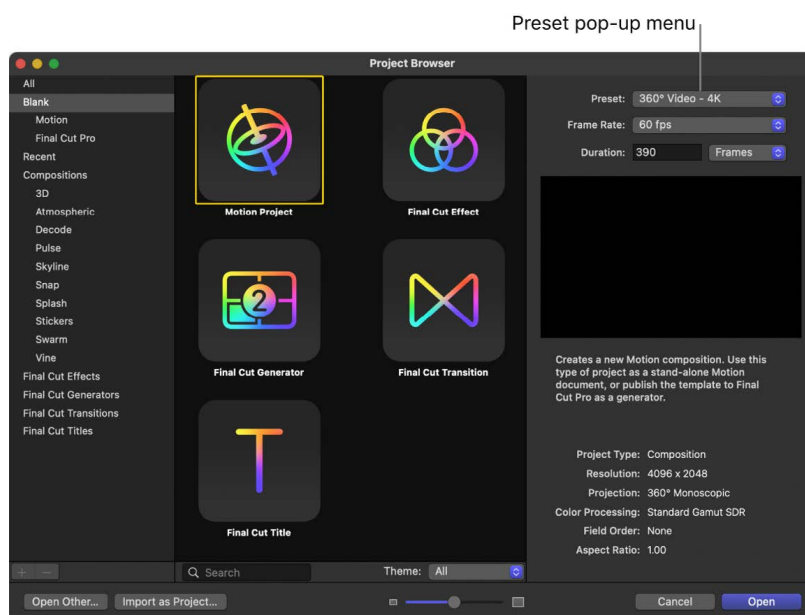 Preset pop-up menu
Project Browser
All
Blank
Motion
Final Cut Pro
Recent
Compositions
3D
Atmospheric
Decode
Pulse
Skyline
Snap
Splash
Stickers
Swarm
Vine
Final Cut Effects
Final Cut Generators
Final Cut Transitions
Final Cut Titles
Motion Project
Final Cut Effect
2
Final Cut Generator
Final Cut Transition
T
Final Cut Title
Search
Theme: All
Preset: 360° Video - 4K
Frame Rate: 60 fps
Duration: 390 Frames
Creates a new Motion composition. Use this
type of project as a stand-alone Motion
document, or publish the template to Final
Cut Pro as a generator.
Project Type: Composition
Resolution: 4096 x 2048
Projection: 360° Monoscopic
Color Processing: Standard Gamut SDR
Field Order: None
Aspect Ratio: 1.00
Open Other... Import as Project...
Cancel Open